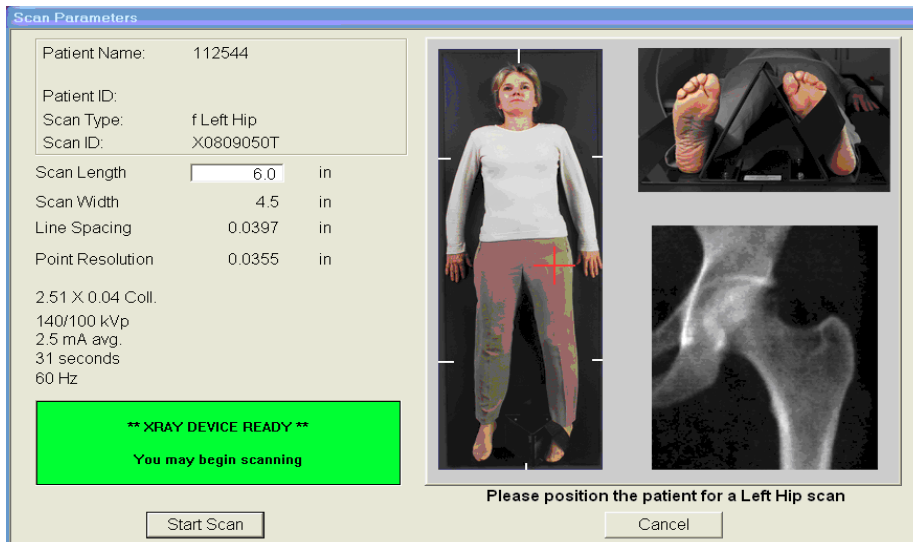 Scan Parameters
Patient Name: 112544
Patient ID:
Scan Type: f Left Hip
Scan ID: X0809050T
Scan Length 6.0 in
Scan Width 4.5 in
Line Spacing 0.0397 in
Point Resolution 0.0355 in
2.51 X 0.04 Coll.
140/100 kVp
2.5 mA avg.
31 seconds
60 Hz
** XRAY DEVICE READY **
You may begin scanning
Please position the patient for a Left Hip scan
Start Scan
Cancel